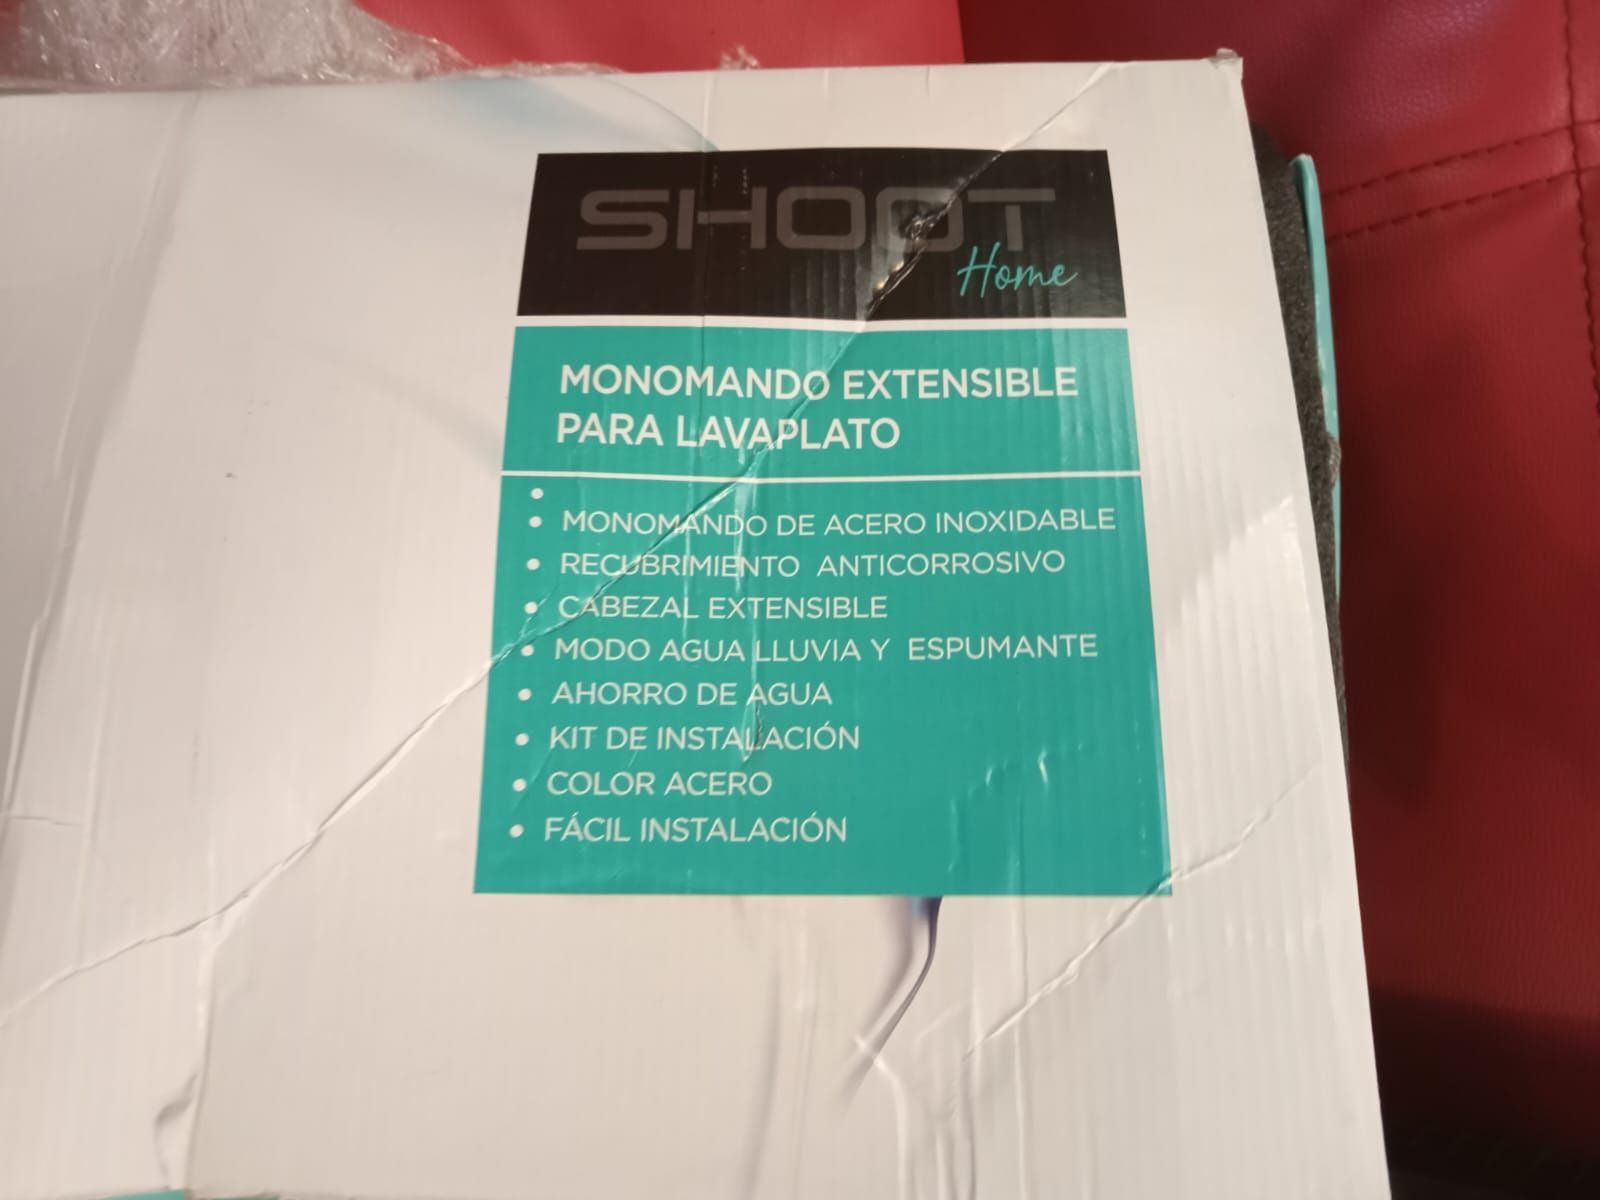 SHOOT
Home
MONOMANDO EXTENSIBLE
PARA LAVAPLATO
•
• MONOMANDO DE ACERO INOXIDABLE
• RECUBRIMIENTO ANTICORROSIVO
• CABEZAL EXTENSIBLE
• MODO AGUA LLUVIA Y ESPUMANTE
• AHORRO DE AGUA
• KIT DE INSTALACIÓN
• COLOR ACERO
• FÁCIL INSTALACIÓN